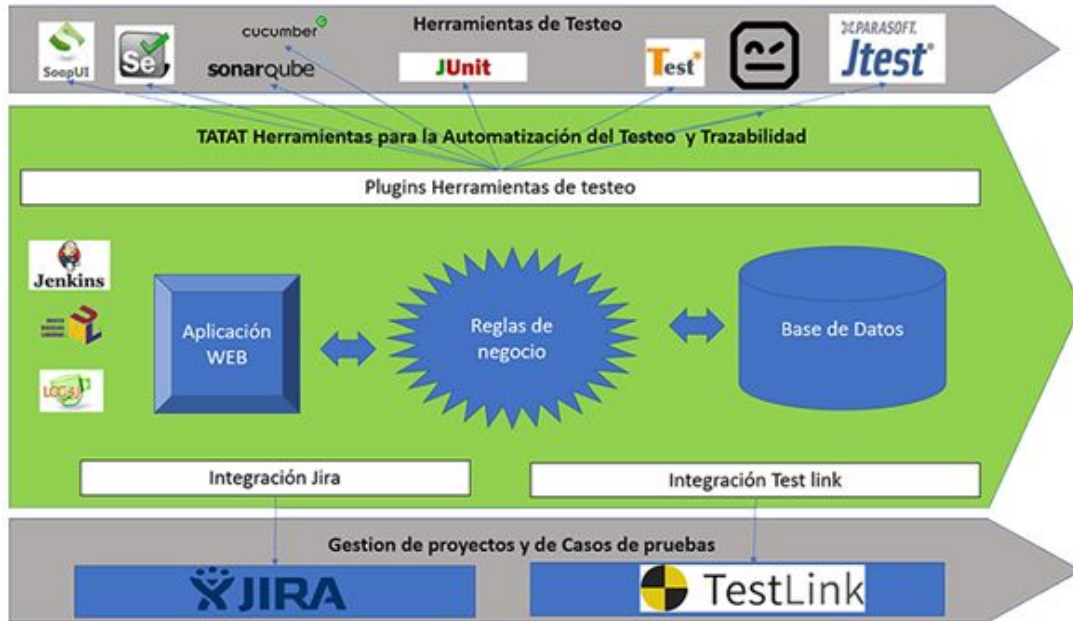 Herramientas de Testeo
SoapUI
Se
cucumber
sonarqube
JUnit
Test*
PARASOFT.
Jtest®
TATAT Herramientas para la Automatización del Testeo y Trazabilidad
Plugins Herramientas de testeo
Jenkins
UL
LOG4J
Aplicación
WEB
Reglas de
negocio
Base de Datos
Integración Jira
Integración Test link
Gestion de proyectos y de Casos de pruebas
JIRA
TestLink